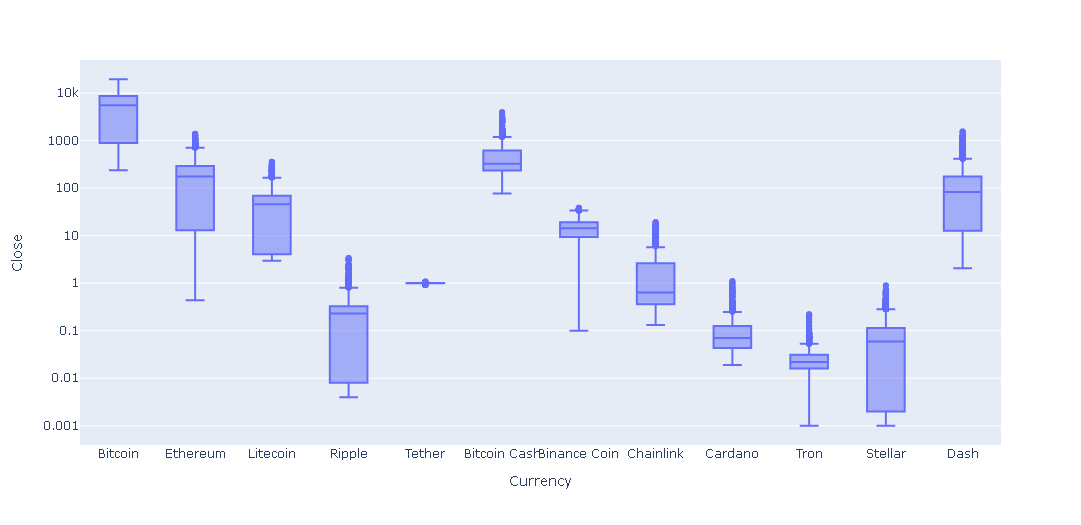 10k
1000
100
10
1
0.1
0.01
0.001
Close
Bitcoin Ethereum Litecoin Ripple Tether Bitcoin Cash Binance Coin Chainlink Cardano Tron Stellar Dash
Currency